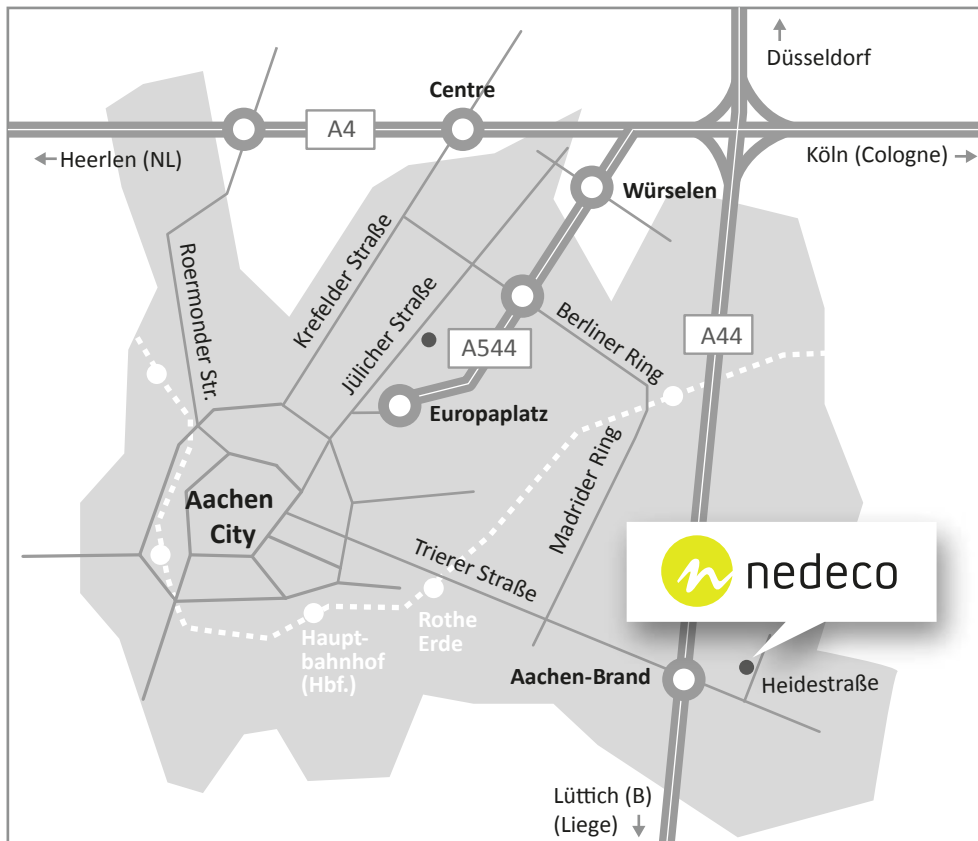 Düsseldorf
Centre
A4
Heerlen (NL)
Köln (Cologne)
Würselen
Roermonder Str.
Krefelder Straße
Jülicher Straße
Berliner Ring
A544
A44
Europaplatz
Madrider Ring
Aachen
City
Trierer Straße
nedeco
Haupt-
bahnhof
(Hbf.)
Rothe
Erde
Aachen-Brand
Heidestraße
Lüttich (B)
(Liege)